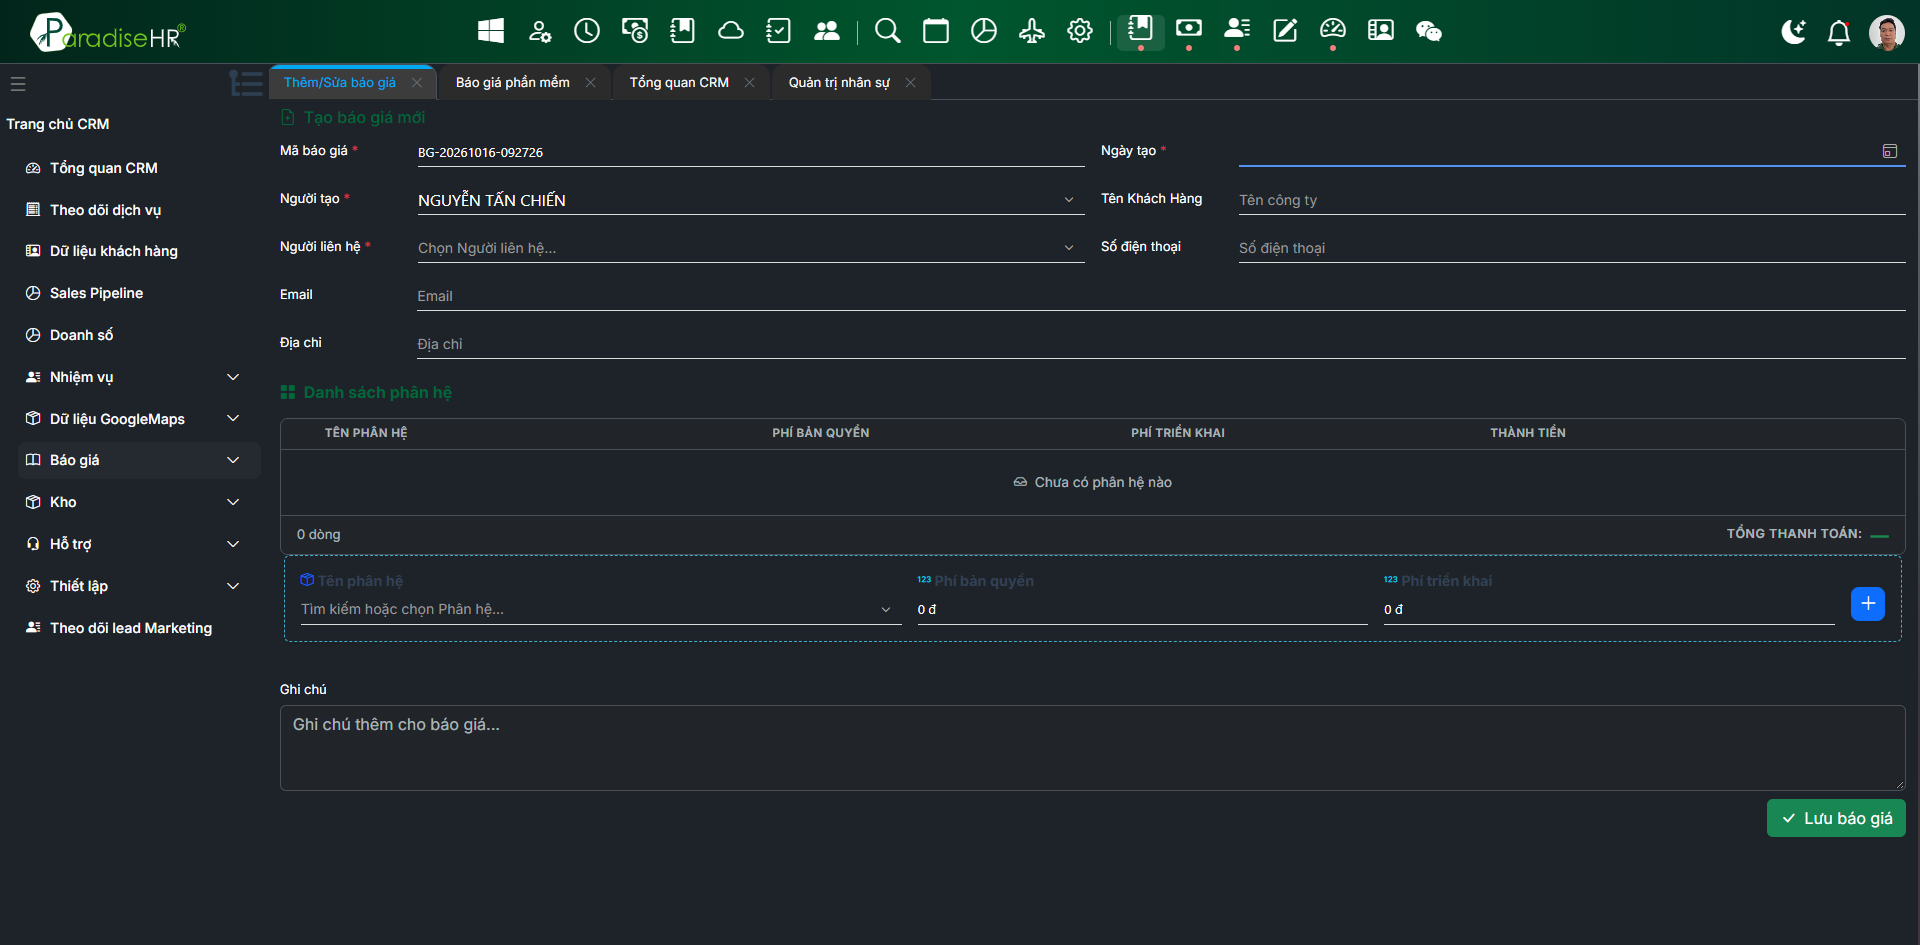 ParadiseHR®
Thêm/Sửa báo giá
Báo giá phần mềm
Tổng quan CRM
Quản trị nhân sự
Trang chủ CRM
Tổng quan CRM
Theo dõi dịch vụ
Dữ liệu khách hàng
Sales Pipeline
Doanh số
Nhiệm vụ
Dữ liệu GoogleMaps
Báo giá
Kho
Hỗ trợ
Thiết lập
Theo dõi lead Marketing
Tạo báo giá mới
Mã báo giá *
BG-20261016-092726
Ngày tạo *
Người tạo *
NGUYỄN TẤN CHIẾN
Tên Khách Hàng
Tên công ty
Người liên hệ *
Chọn Người liên hệ...
Số điện thoại
Số điện thoại
Email
Email
Địa chỉ
Địa chỉ
Danh sách phân hệ
TÊN PHÂN HỆ
PHÍ BẢN QUYỀN
PHÍ TRIỂN KHAI
THÀNH TIỀN
Chưa có phân hệ nào
0 dòng
TỔNG THANH TOÁN: —
Tên phân hệ
Tìm kiếm hoặc chọn Phân hệ...
123 Phí bản quyền
0 đ
123 Phí triển khai
0 đ
Ghi chú
Ghi chú thêm cho báo giá...
Lưu báo giá